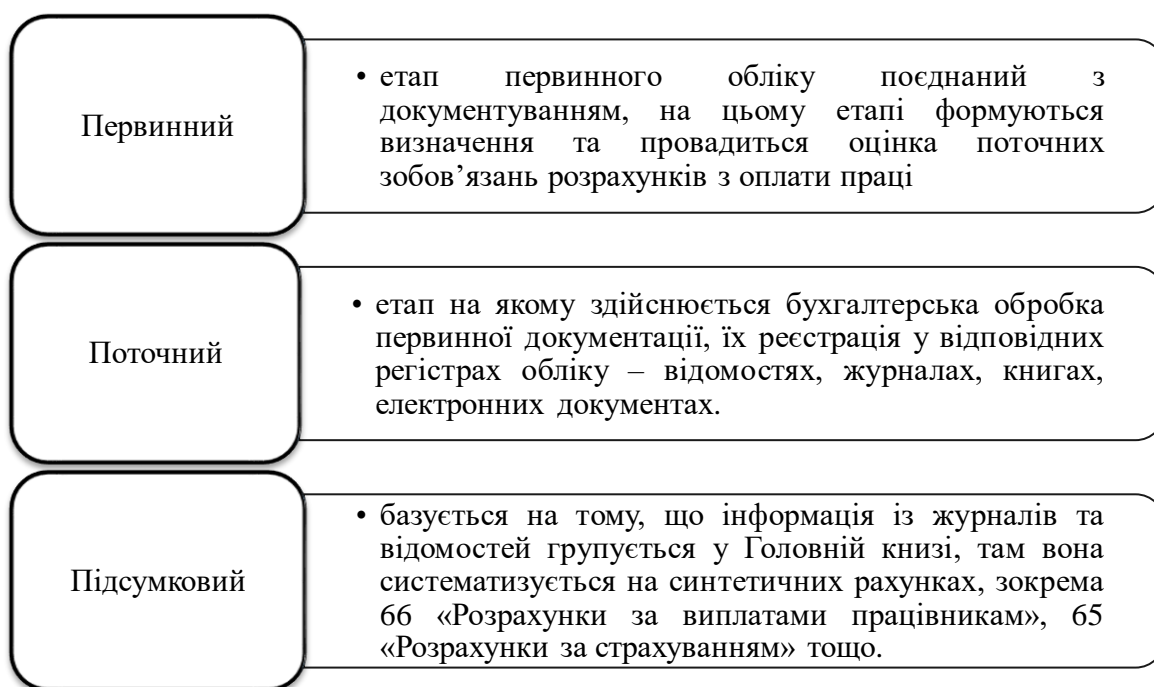 Первинний
• етап первинного обліку поєднаний з
документуванням, на цьому етапі формуються
визначення та провадиться оцінка поточних
зобов’язань розрахунків з оплати праці
Поточний
• етап на якому здійснюється бухгалтерська обробка
первинної документації, їх реєстрація у відповідних
регістрах обліку – відомостях, журналах, книгах,
електронних документах.
Підсумковий
• базується на тому, що інформація із журналів та
відомостей групується у Головній книзі, там вона
систематизується на синтетичних рахунках, зокрема
66 «Розрахунки за виплатами працівникам», 65
«Розрахунки за страхуванням» тощо.